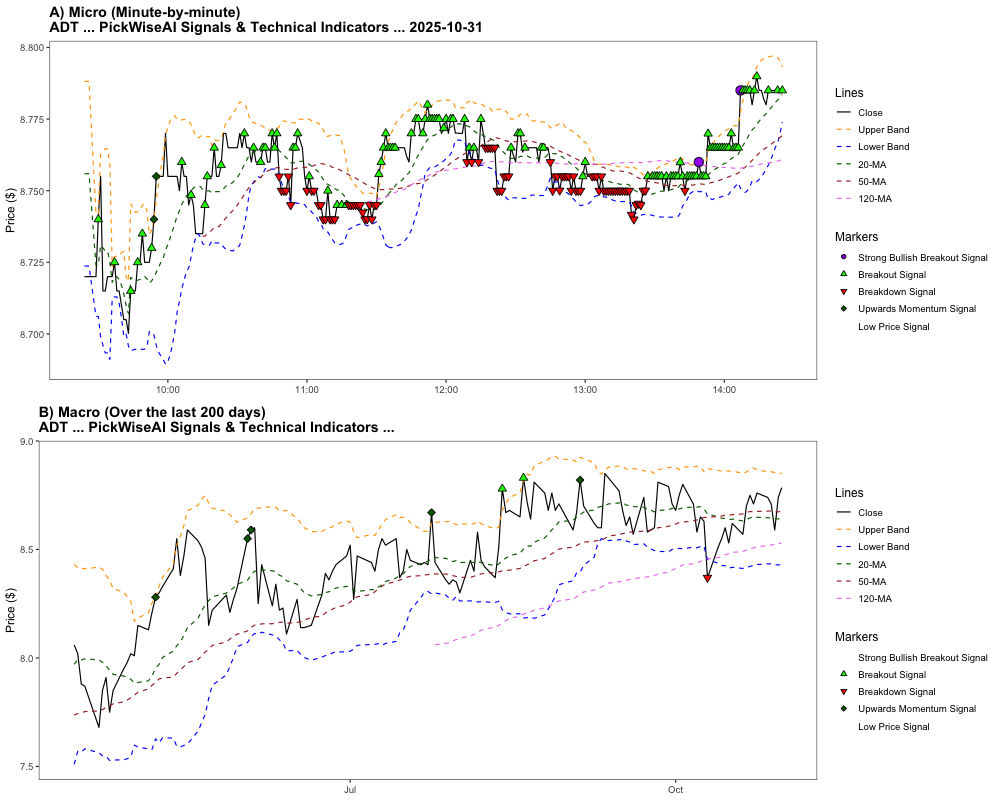 A) Micro (Minute-by-minute)
ADT ... PickWiseAI Signals & Technical Indicators ... 2025-10-31
8.800
8.775
8.750
8.725
8.700
Price ($)
10:00
11:00
12:00
13:00
14:00
Lines
Close
Upper Band
Lower Band
20-MA
50-MA
120-MA
Markers
Strong Bullish Breakout Signal
Breakout Signal
Breakdown Signal
Upwards Momentum Signal
Low Price Signal
B) Macro (Over the last 200 days)
ADT ... PickWiseAI Signals & Technical Indicators ...
9.0
8.5
8.0
7.5
Price ($)
Jul
Oct
Lines
Close
Upper Band
Lower Band
20-MA
50-MA
120-MA
Markers
Strong Bullish Breakout Signal
Breakout Signal
Breakdown Signal
Upwards Momentum Signal
Low Price Signal